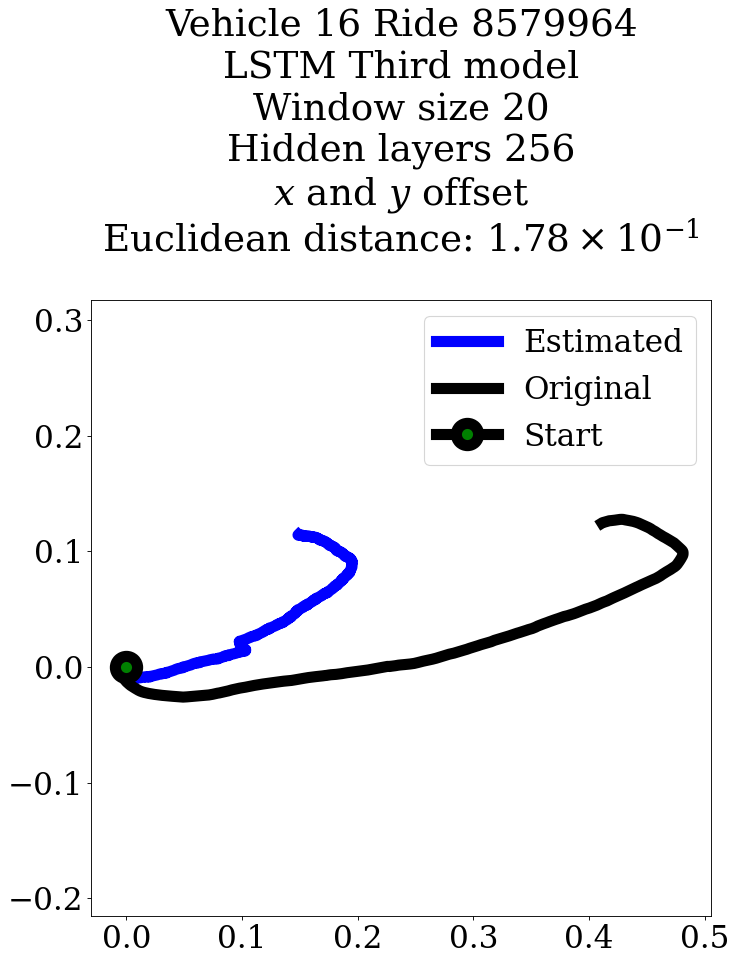 Vehicle 16 Ride 8579964
LSTM Third model
Window size 20
Hidden layers 256
x and y offset
Euclidean distance: 1.78 × 10⁻¹
0.3
0.2
0.1
0.0
−0.1
−0.2
Estimated
Original
Start
0.0 0.1 0.2 0.3 0.4 0.5